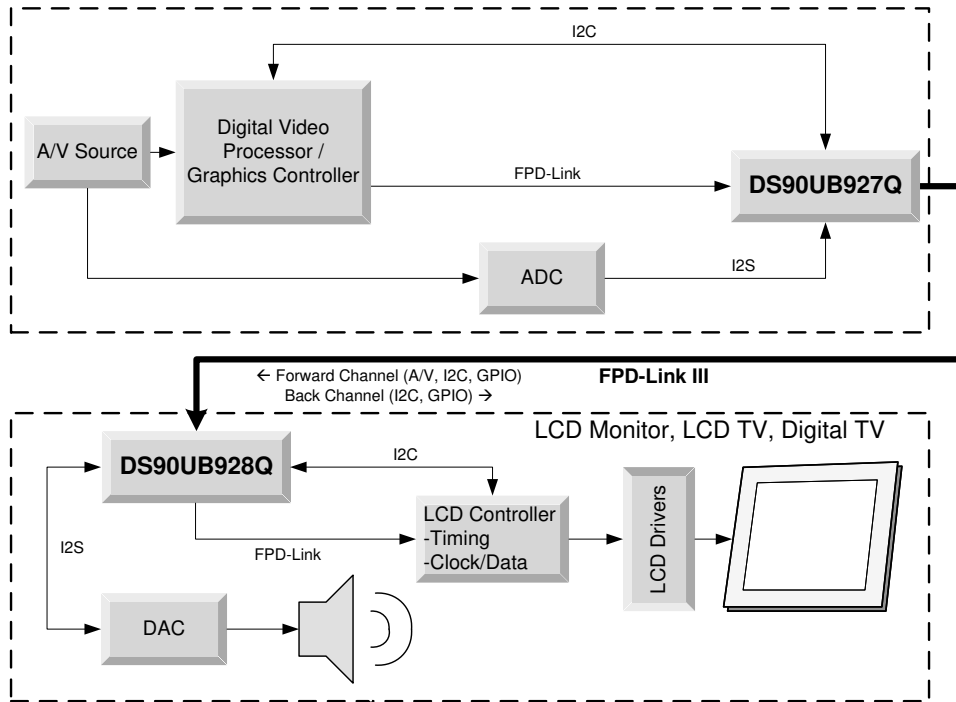 I2C
Digital Video
Processor /
Graphics Controller
A/V Source
FPD-Link
DS90UB927Q
ADC
I2S
← Forward Channel (A/V, I2C, GPIO)
Back Channel (I2C, GPIO) →
FPD-Link III
LCD Monitor, LCD TV, Digital TV
DS90UB928Q
I2C
I2S
FPD-Link
LCD Controller
-Timing
-Clock/Data
LCD Drivers
DAC